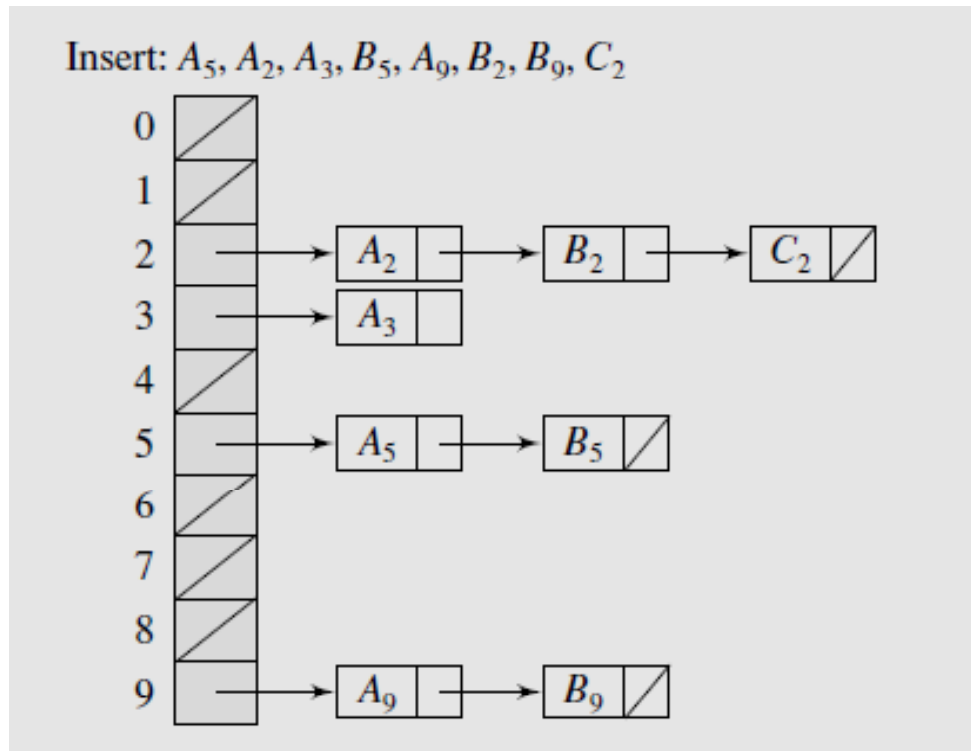 Insert: A₅, A₂, A₃, B₅, A₉, B₂, B₉, C₂
0
1
2 A₂ B₂ C₂
3 A₃
4
5 A₅ B₅
6
7
8
9 A₉ B₉